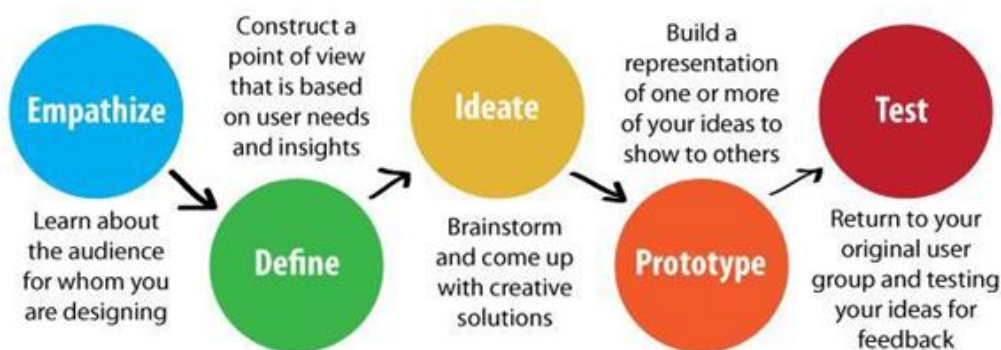 Empathize
Learn about
the audience
for whom you
are designing
Construct a
point of view
that is based
on user needs
and insights
Define
Ideate
Brainstorm
and come up
with creative
solutions
Build a
representation
of one or more
of your ideas to
show to others
Prototype
Test
Return to your
original user
group and testing
your ideas for
feedback